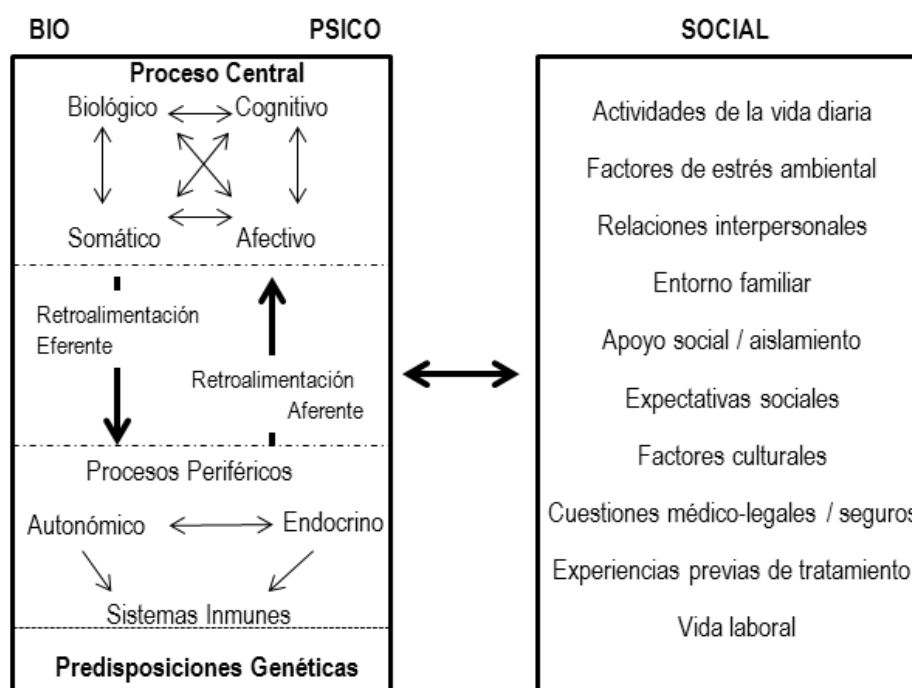 BIO PSICO
Proceso Central
Biológico Cognitivo
Somático Afectivo
Retroalimentación
Eferente
Retroalimentación
Aferente
Procesos Periféricos
Autonómico Endocrino
Sistemas Inmunes
Predisposiciones Genéticas
SOCIAL
Actividades de la vida diaria
Factores de estrés ambiental
Relaciones interpersonales
Entorno familiar
Apoyo social / aislamiento
Expectativas sociales
Factores culturales
Cuestiones médico-legales / seguros
Experiencias previas de tratamiento
Vida laboral